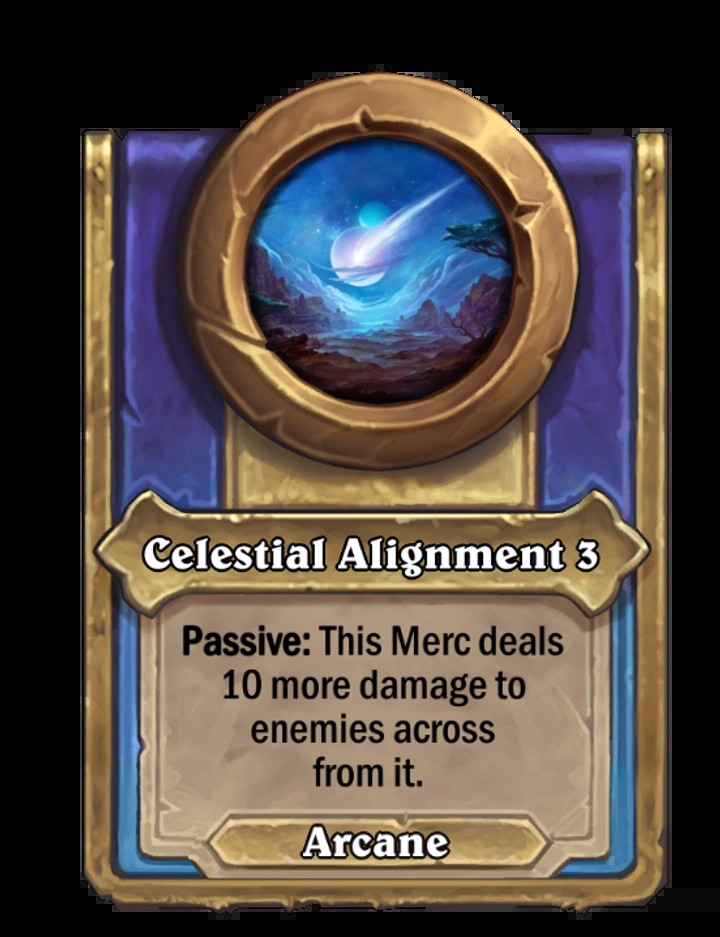 Celestial Alignment 3
Passive: This Merc deals
10 more damage to
enemies across
from it.
Arcane